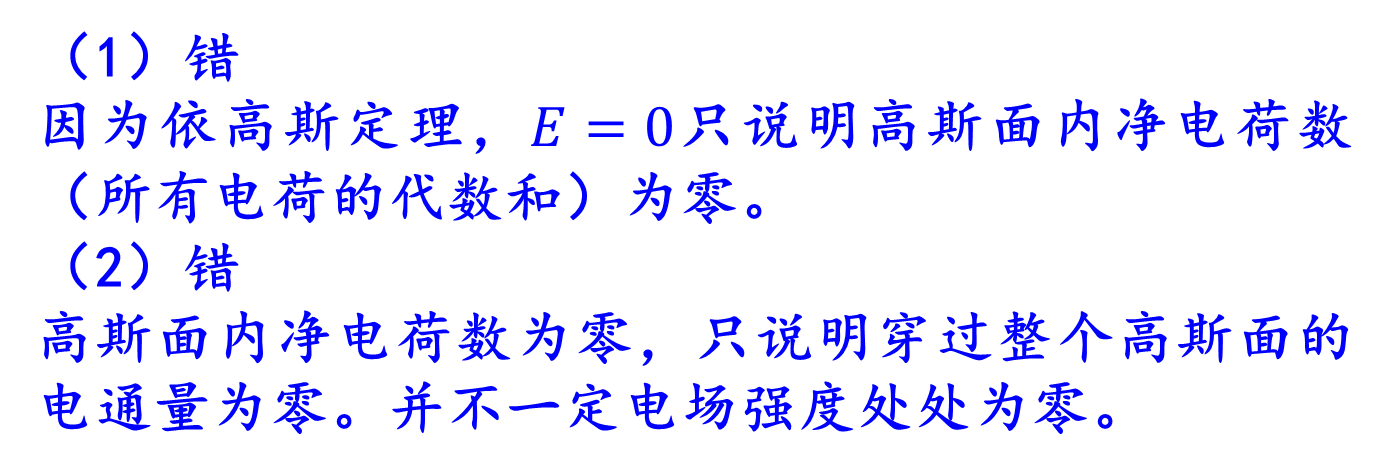 （1）错
因为依高斯定理，E = 0只说明高斯面内净电荷数
（所有电荷的代数和）为零。
（2）错
高斯面内净电荷数为零，只说明穿过整个高斯面的
电通量为零。并不一定电场强度处处为零。